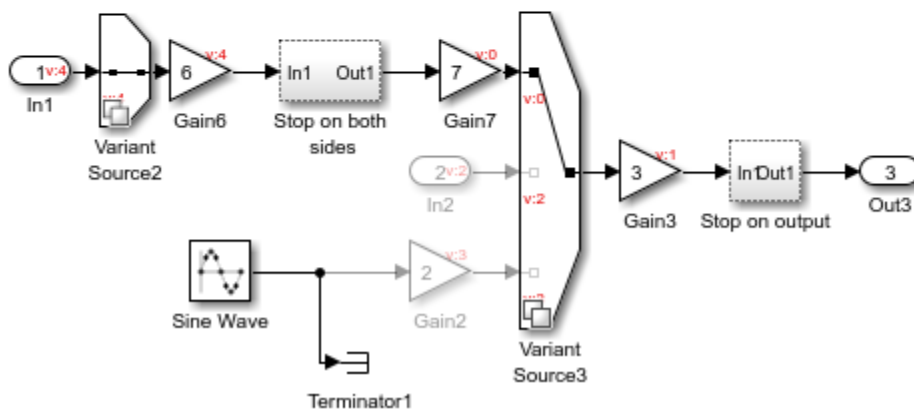 v:4
v:0
1
v:4
6
In1
Out1
7
v:0
In1
Gain6
Stop on both
sides
Gain7
Variant
Source2
2
v:2
In2
v:2
v:1
3
In1
Out1
3
Gain3
Stop on output
Out3
v:3
2
Gain2
Sine Wave
Variant
Source3
Terminator1